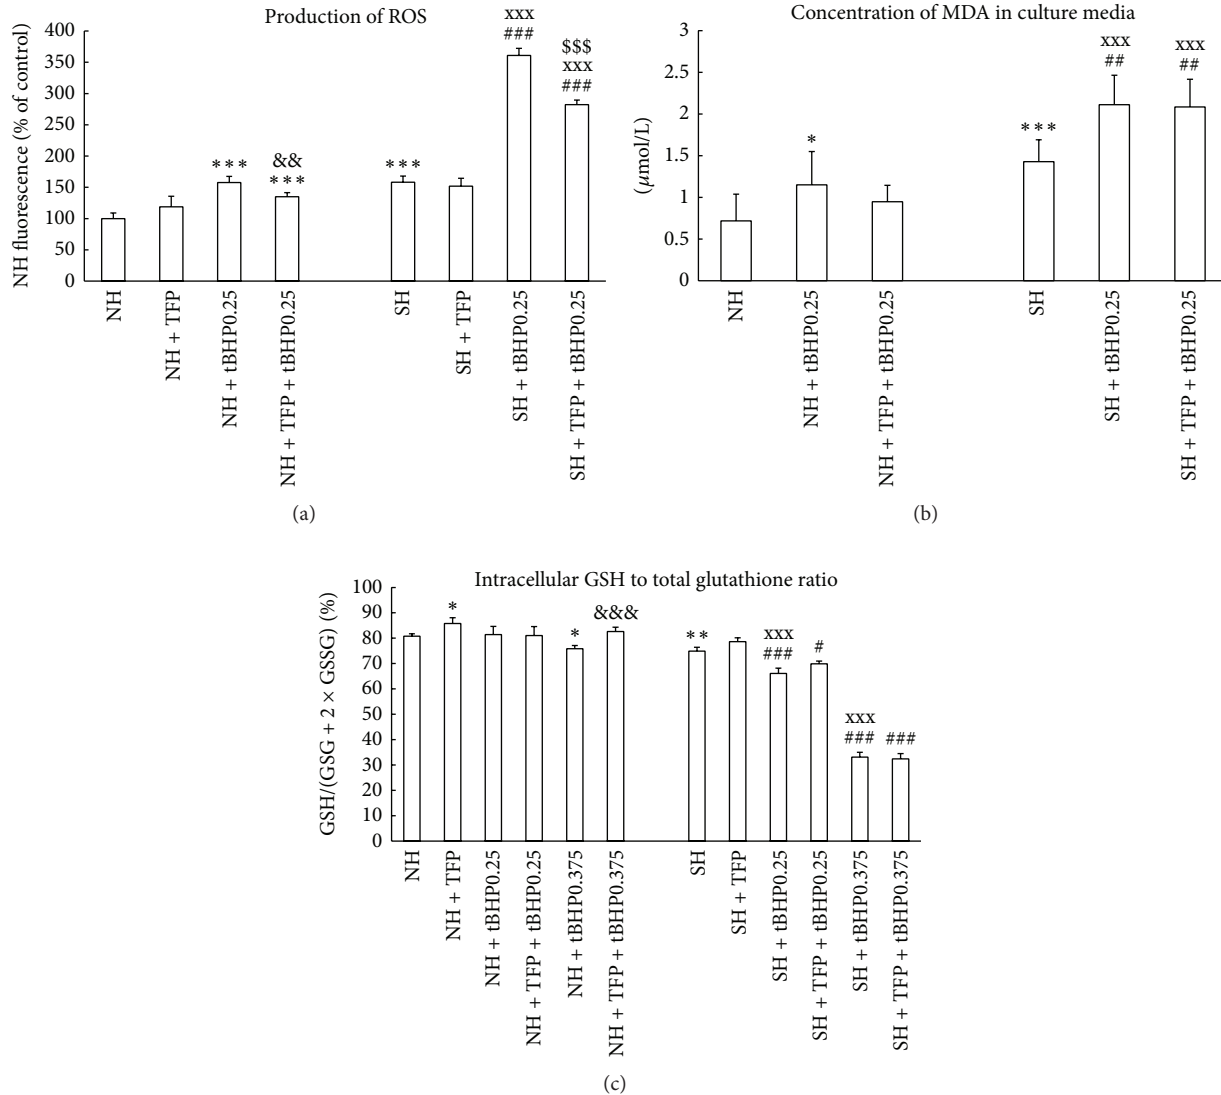 Production of ROS
NH fluorescence (% of control)
400
350
300
250
200
150
100
50
0
***
&&
***
***
xxx
###
$$$
xxx
###
NH
NH + TFP
NH + tBHP0.25
NH + TFP + tBHP0.25
SH
SH + TFP
SH + tBHP0.25
SH + TFP + tBHP0.25
(a)
Concentration of MDA in culture media
(μmol/L)
3
2.5
2
1.5
1
0.5
0
*
***
xxx
##
xxx
##
NH
NH + tBHP0.25
NH + TFP + tBHP0.25
SH
SH + tBHP0.25
SH + TFP + tBHP0.25
(b)
Intracellular GSH to total glutathione ratio
GSH/(GSG + 2 × GSSG) (%)
100
90
80
70
60
50
40
30
20
10
0
*
*
&&&
**
xxx
###
#
xxx
###
###
NH
NH + TFP
NH + tBHP0.25
NH + TFP + tBHP0.25
NH + tBHP0.375
NH + TFP + tBHP0.375
SH
SH + TFP
SH + tBHP0.25
SH + TFP + tBHP0.25
SH + tBHP0.375
SH + TFP + tBHP0.375
(c)